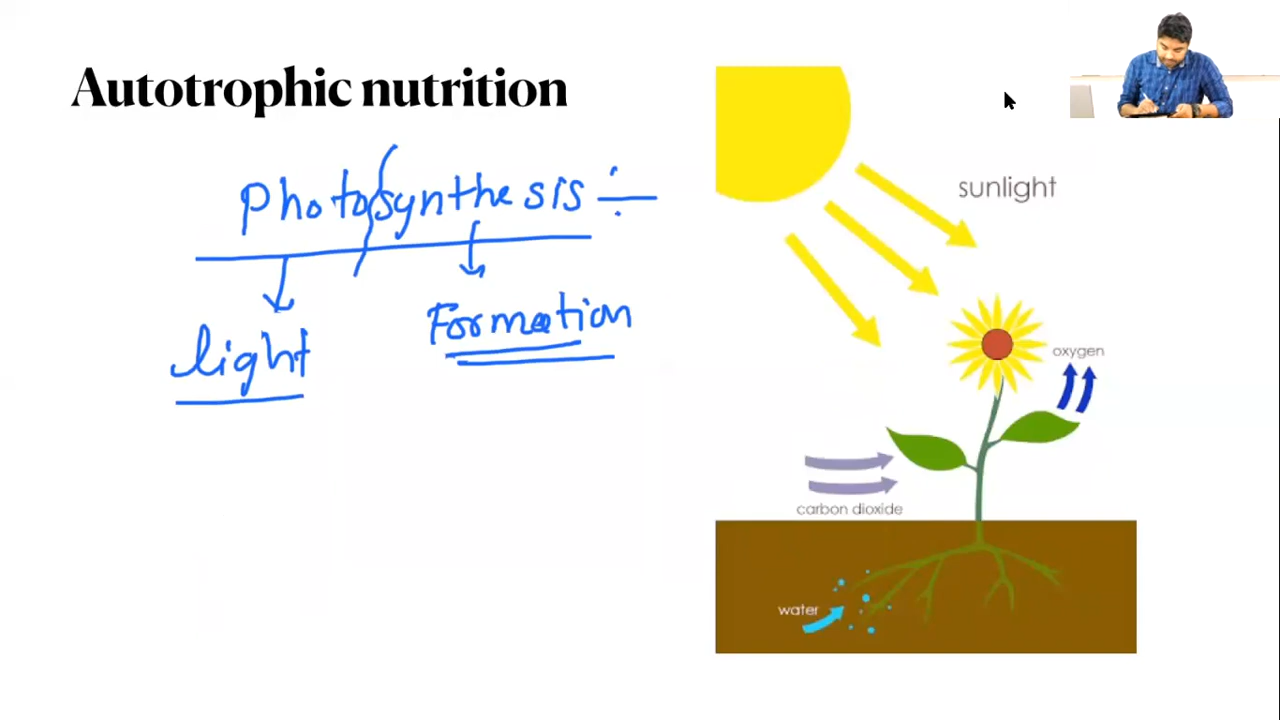 Autotrophic nutrition
Photosynthesis ÷
light
Formation
sunlight
oxygen
carbon dioxide
water